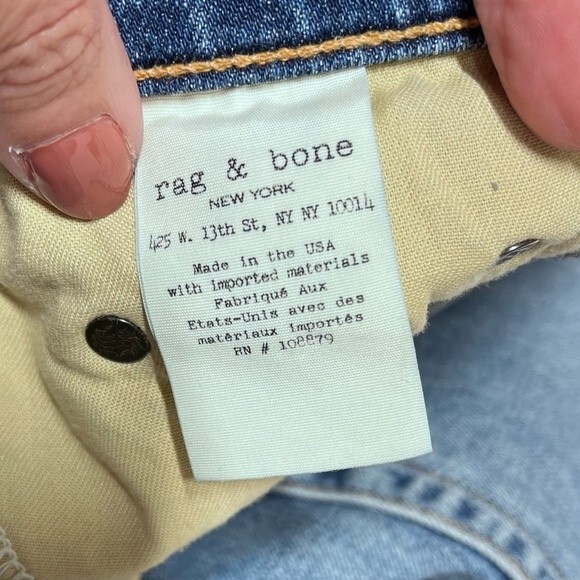 rag & bone
NEW YORK
425 W. 13th St, NY NY 10014
Made in the USA
with imported materials
Fabriqué Aux
Etats-Unis avec des
matériaux importés
RN # 108879